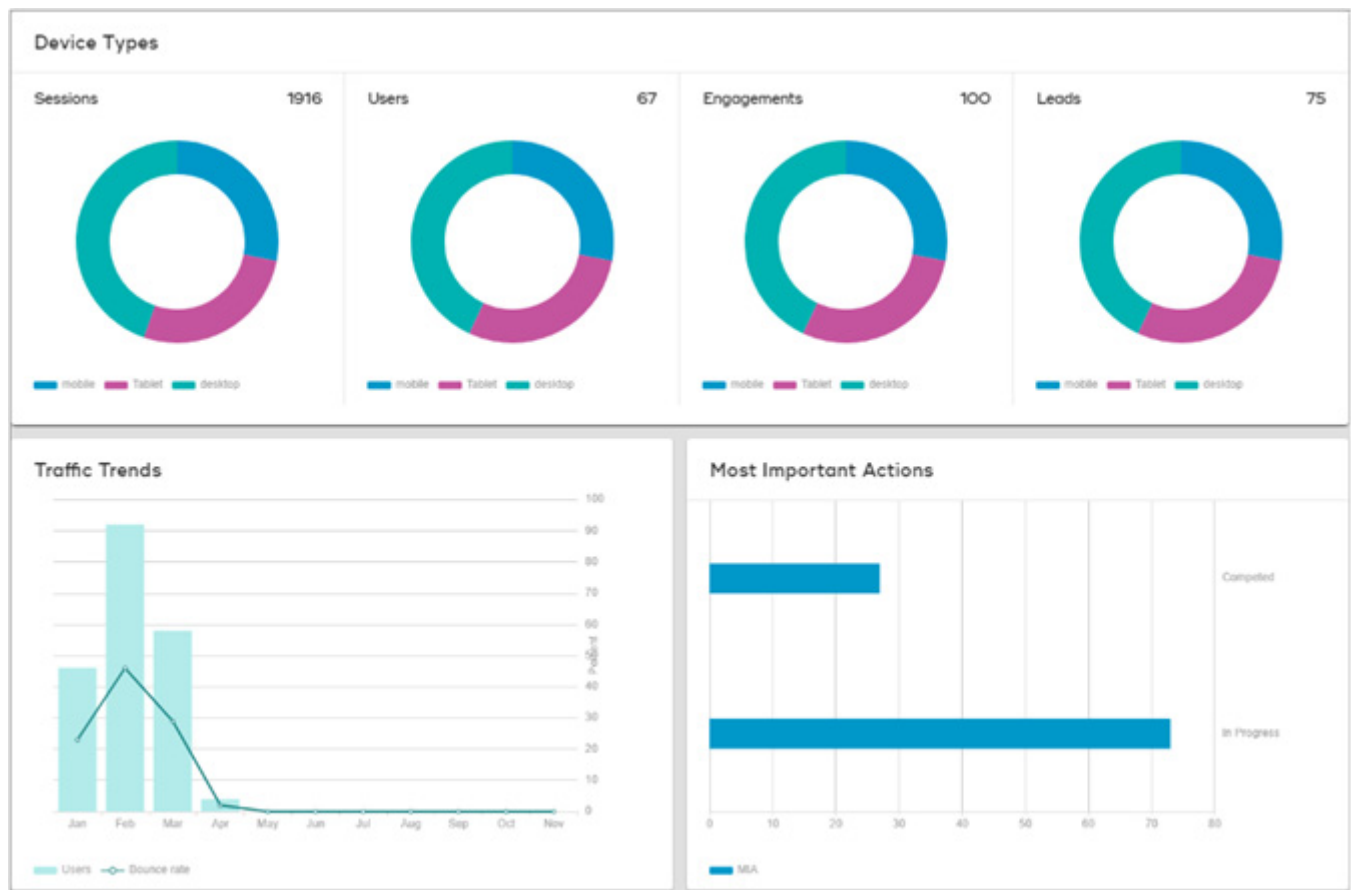 Device Types
Sessions 1916 Users 67 Engagements 100 Leads 75
mobile Tablet desktop mobile Tablet desktop mobile Tablet desktop mobile Tablet desktop
Traffic Trends
100
90
80
70
60
50
40
30
20
10
0
Percent
Jan Feb Mar Apr May Jun Jul Aug Sep Oct Nov
Users Bounce rate
Most Important Actions
Competed
In Progress
0 10 20 30 40 50 60 70 80
MIA